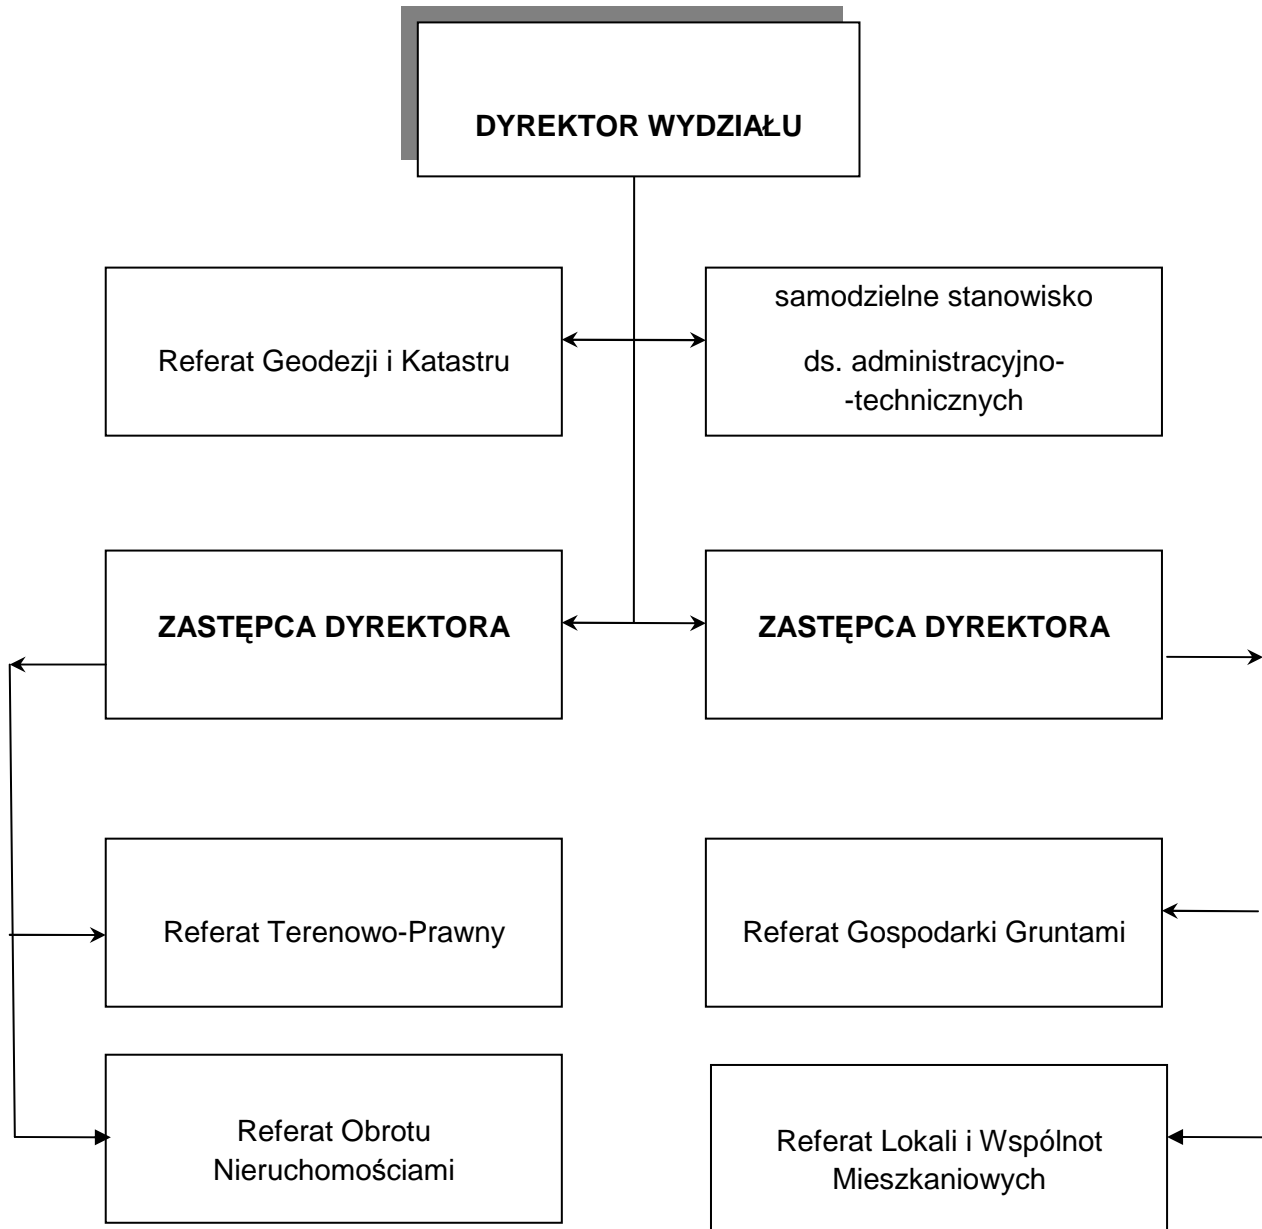 DYREKTOR WYDZIAŁU
Referat Geodezji i Katastru
samodzielne stanowisko
ds. administracyjno-
-technicznych
ZASTĘPCA DYREKTORA
ZASTĘPCA DYREKTORA
Referat Terenowo-Prawny
Referat Gospodarki Gruntami
Referat Obrotu
Nieruchomościami
Referat Lokali i Wspólnot
Mieszkaniowych